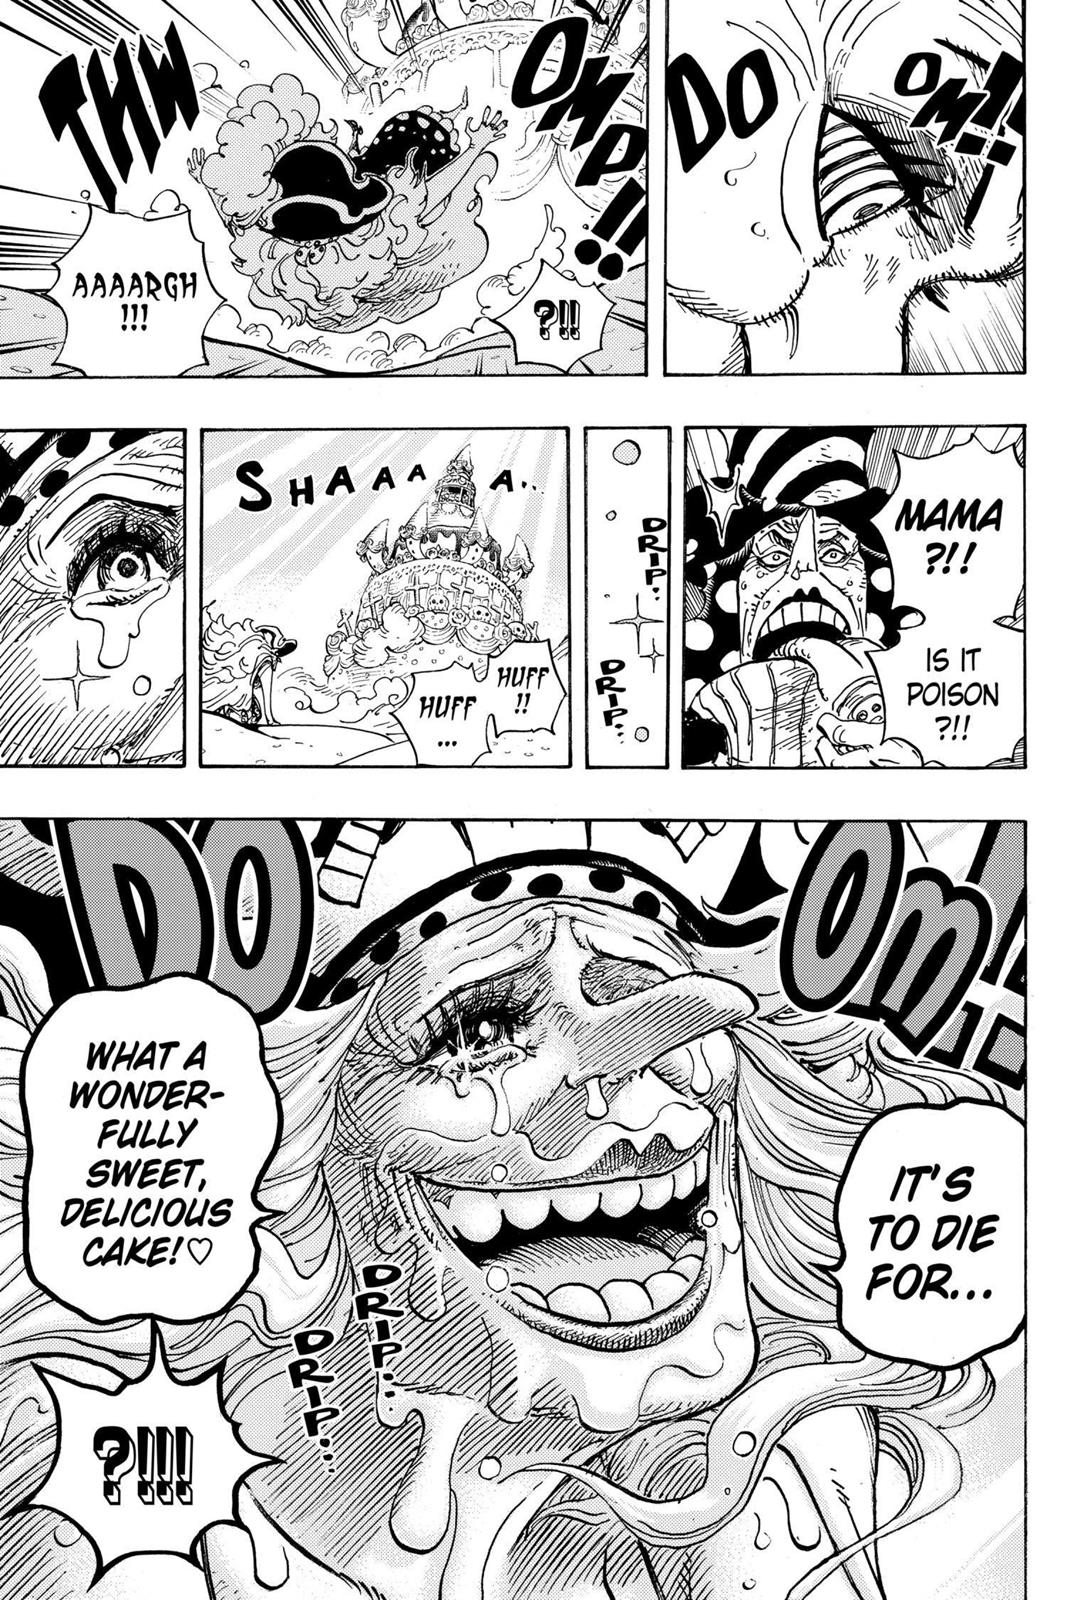 DO
OM!!
THW
OMP!!
AAAARGH
!!!
?!!
MAMA
?!!
IS IT
POISON
?!!
DRIP...
DRIP...
SHAAAA...
HUFF
!!
HUFF
...
DO
OM!!
IT'S
TO DIE
FOR...
WHAT A
WONDER-
FULLY
SWEET,
DELICIOUS
CAKE!♡
DRIP...
DRIP...
?!!!